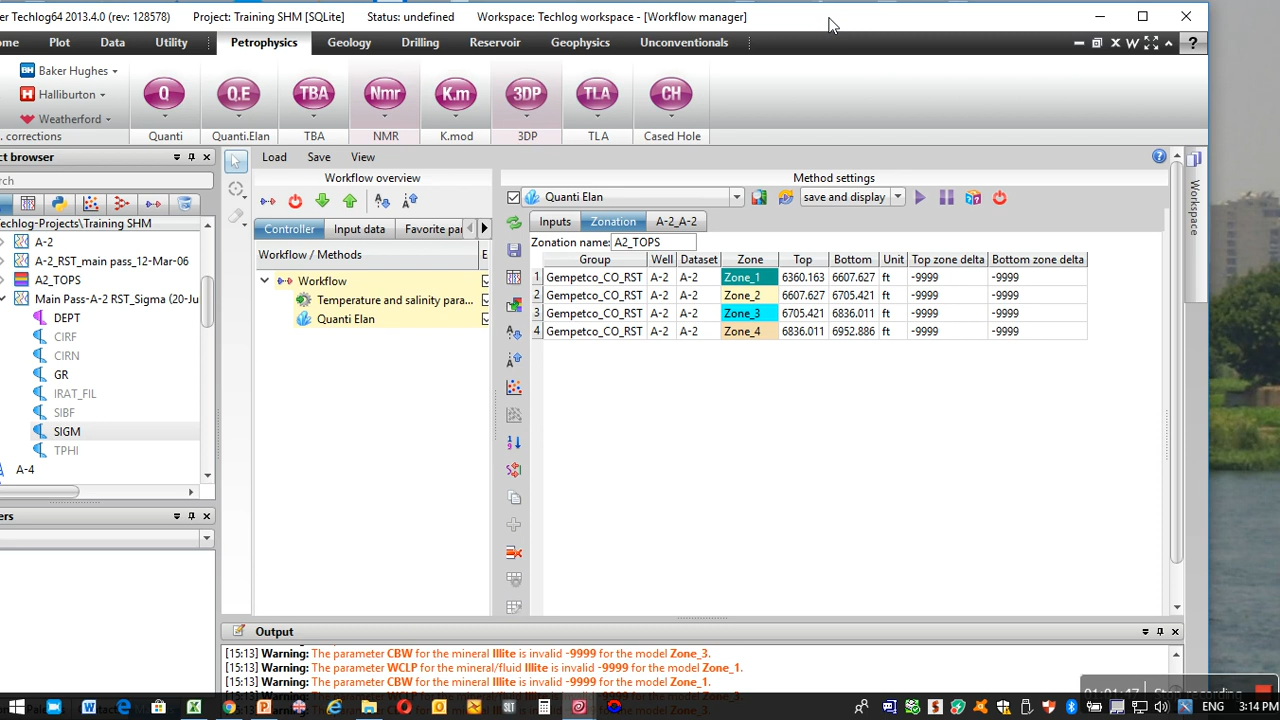 er Techlog64 2013.4.0 (rev: 128578) Project: Training SHM [SQLite] Status: undefined Workspace: Techlog workspace - [Workflow manager]
ome Plot Data Utility Petrophysics Geology Drilling Reservoir Geophysics Unconventionals
Baker Hughes
Halliburton
Weatherford
Q Q.E TBA Nmr K.m 3DP TLA CH
. corrections Quanti Quanti.Elan TBA NMR K.mod 3DP TLA Cased Hole
ct browser
rch
Techlog-Projects\Training SHM
A-2
A-2_RST_main pass_12-Mar-06
A2_TOPS
Main Pass-A-2 RST_Sigma (20-Ju
DEPT
CIRF
CIRN
GR
IRAT_FIL
SIBF
SIGM
TPHI
A-4
ers
Load Save View
Workflow overview
Controller Input data Favorite par
Workflow / Methods E
Workflow
Temperature and salinity para...
Quanti Elan
Method settings
Quanti Elan save and display
Inputs Zonation A-2_A-2
Zonation name: A2_TOPS
Group Well Dataset Zone Top Bottom Unit Top zone delta Bottom zone delta
1 Gempetco_CO_RST A-2 A-2 Zone_1 6360.163 6607.627 ft -9999 -9999
2 Gempetco_CO_RST A-2 A-2 Zone_2 6607.627 6705.421 ft -9999 -9999
3 Gempetco_CO_RST A-2 A-2 Zone_3 6705.421 6836.011 ft -9999 -9999
4 Gempetco_CO_RST A-2 A-2 Zone_4 6836.011 6952.886 ft -9999 -9999
Workspace
Output
[15:13] Warning: The parameter CBW for the mineral Illite is invalid -9999 for the model Zone_3.
[15:13] Warning: The parameter WCLP for the mineral/fluid Illite is invalid -9999 for the model Zone_1.
[15:13] Warning: The parameter CBW for the mineral Illite is invalid -9999 for the model Zone_1.
ENG 3:14 PM